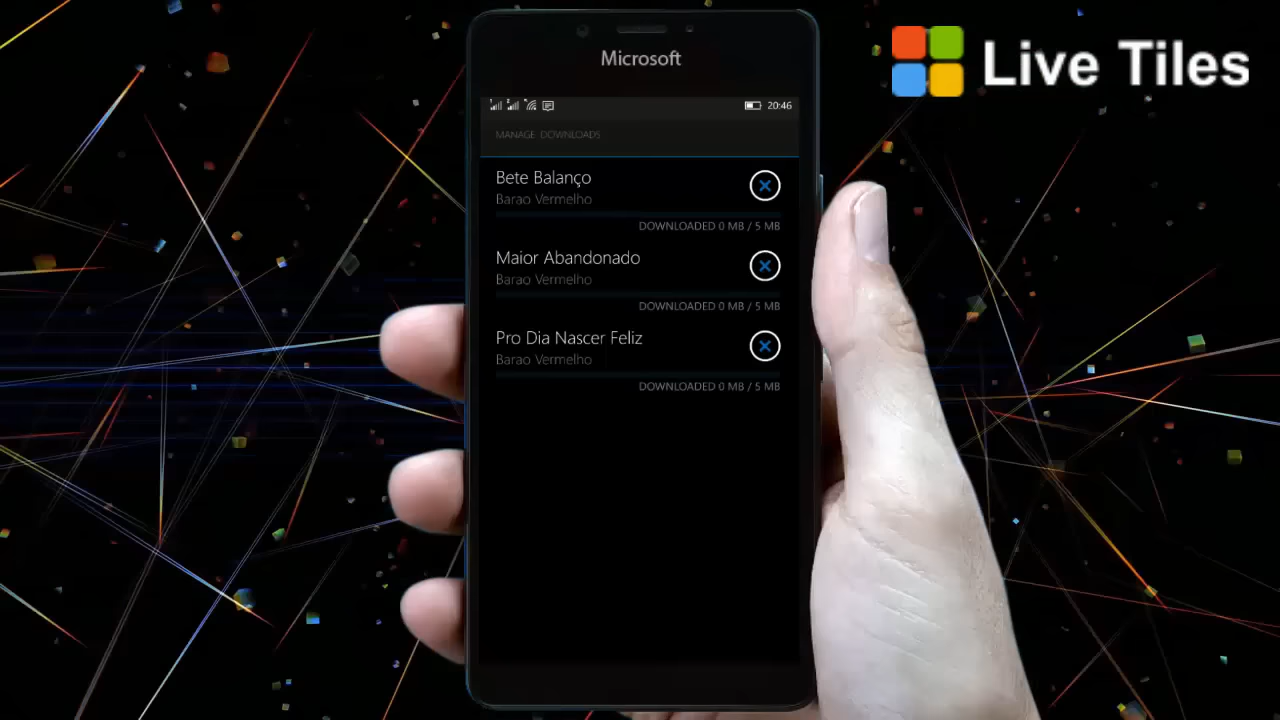 Live Tiles
Microsoft
20:46
MANAGE DOWNLOADS
Bete Balanço
Barao Vermelho
DOWNLOADED 0 MB / 5 MB
Maior Abandonado
Barao Vermelho
DOWNLOADED 0 MB / 5 MB
Pro Dia Nascer Feliz
Barao Vermelho
DOWNLOADED 0 MB / 5 MB